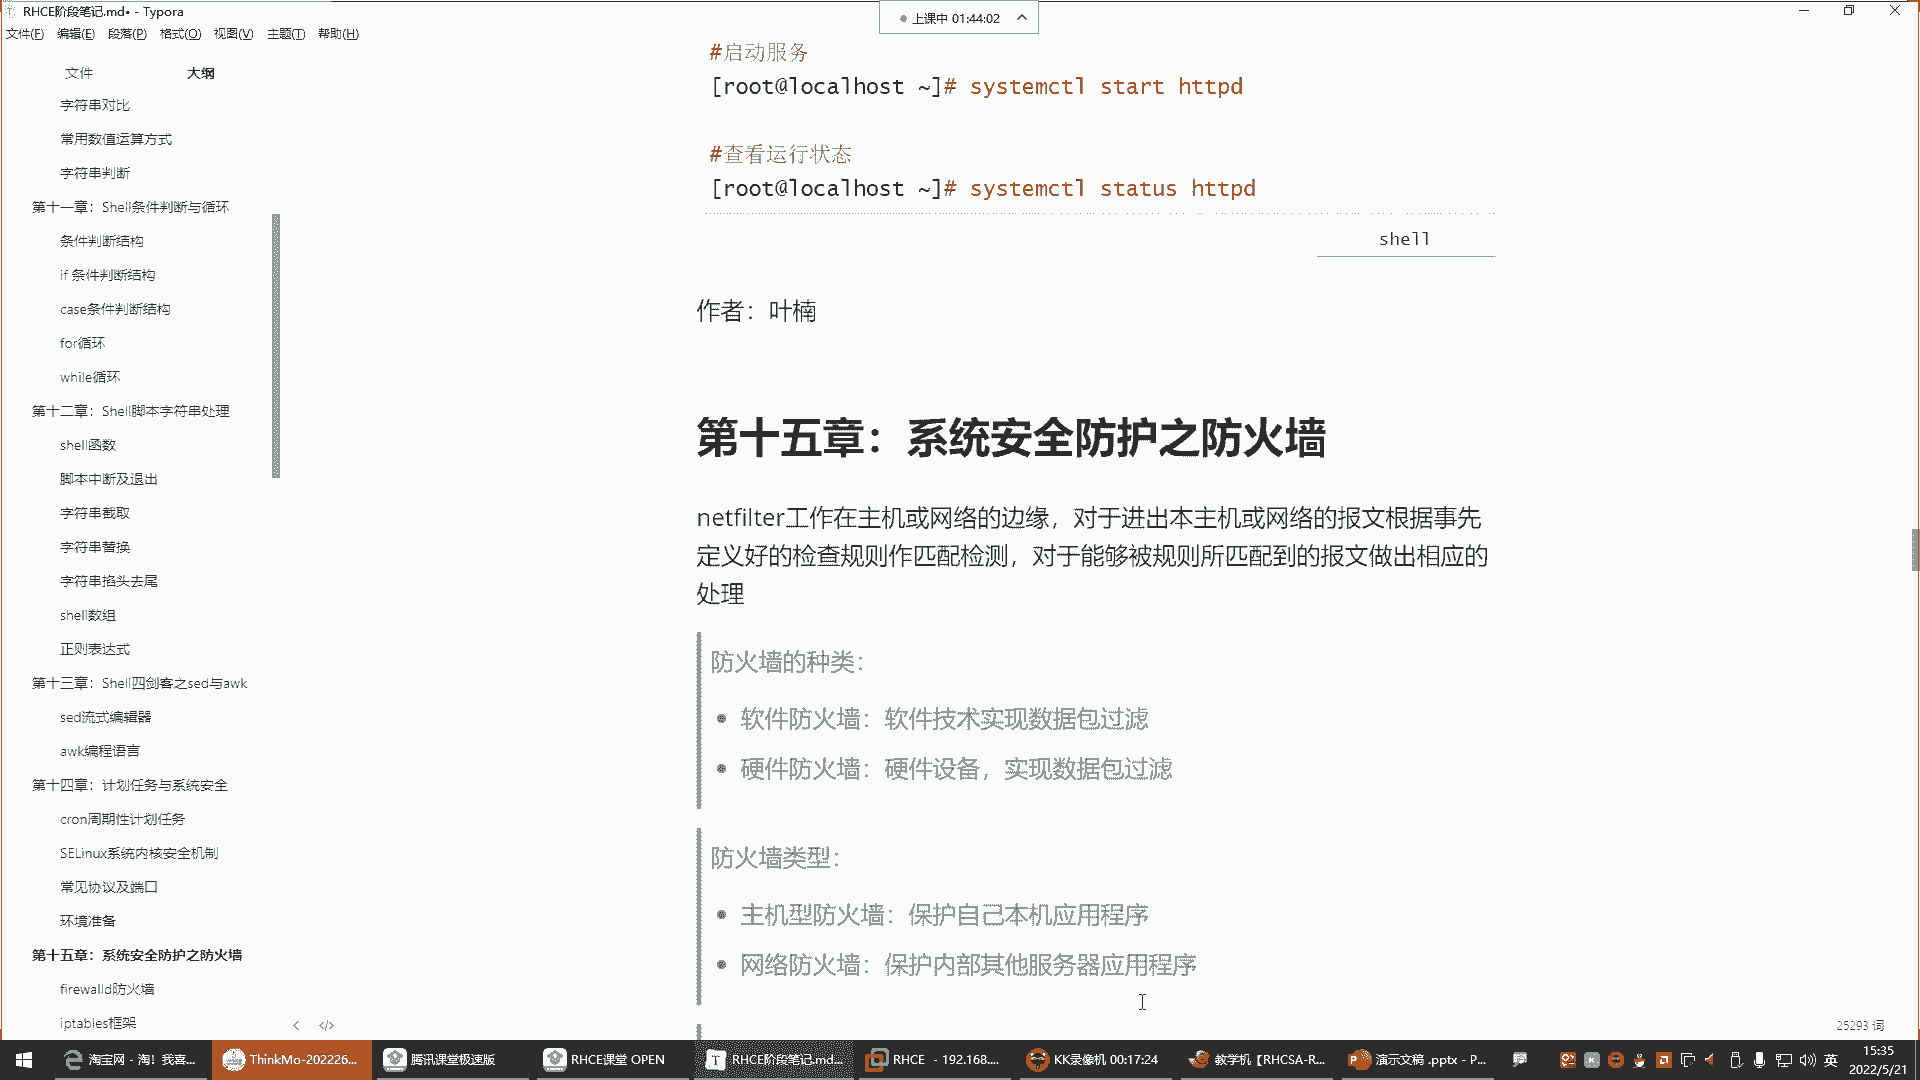 RHCE阶段笔记.md• - Typora
上课中 01:44:02
文件(F) 编辑(E) 段落(P) 格式(O) 视图(V) 主题(T) 帮助(H)
文件 大纲
字符串对比
常用数值运算方式
字符串判断
第十一章：Shell条件判断与循环
条件判断结构
if 条件判断结构
case条件判断结构
for循环
while循环
第十二章：Shell脚本字符串处理
shell函数
脚本中断及退出
字符串截取
字符串替换
字符串掐头去尾
shell数组
正则表达式
第十三章：Shell四剑客之sed与awk
sed流式编辑器
awk编程语言
第十四章：计划任务与系统安全
cron周期性计划任务
SELinux系统内核安全机制
常见协议及端口
环境准备
第十五章：系统安全防护之防火墙
firewalld防火墙
iptables框架
#启动服务
[root@localhost ~]# systemctl start httpd
#查看运行状态
[root@localhost ~]# systemctl status httpd
shell
作者：叶楠
第十五章：系统安全防护之防火墙
netfilter工作在主机或网络的边缘，对于进出本主机或网络的报文根据事先
定义好的检查规则作匹配检测，对于能够被规则所匹配到的报文做出相应的
处理
防火墙的种类：
软件防火墙：软件技术实现数据包过滤
硬件防火墙：硬件设备，实现数据包过滤
防火墙类型：
主机型防火墙：保护自己本机应用程序
网络防火墙：保护内部其他服务器应用程序
25293 词
淘宝网 - 淘！我喜... ThinkMo-202226... 腾讯课堂极速版 RHCE课堂 OPEN RHCE阶段笔记.md... RHCE - 192.168.... KK录像机 00:17:24 教学机【RHCSA-R... 演示文稿 .pptx - P... 英 15:35
2022/5/21